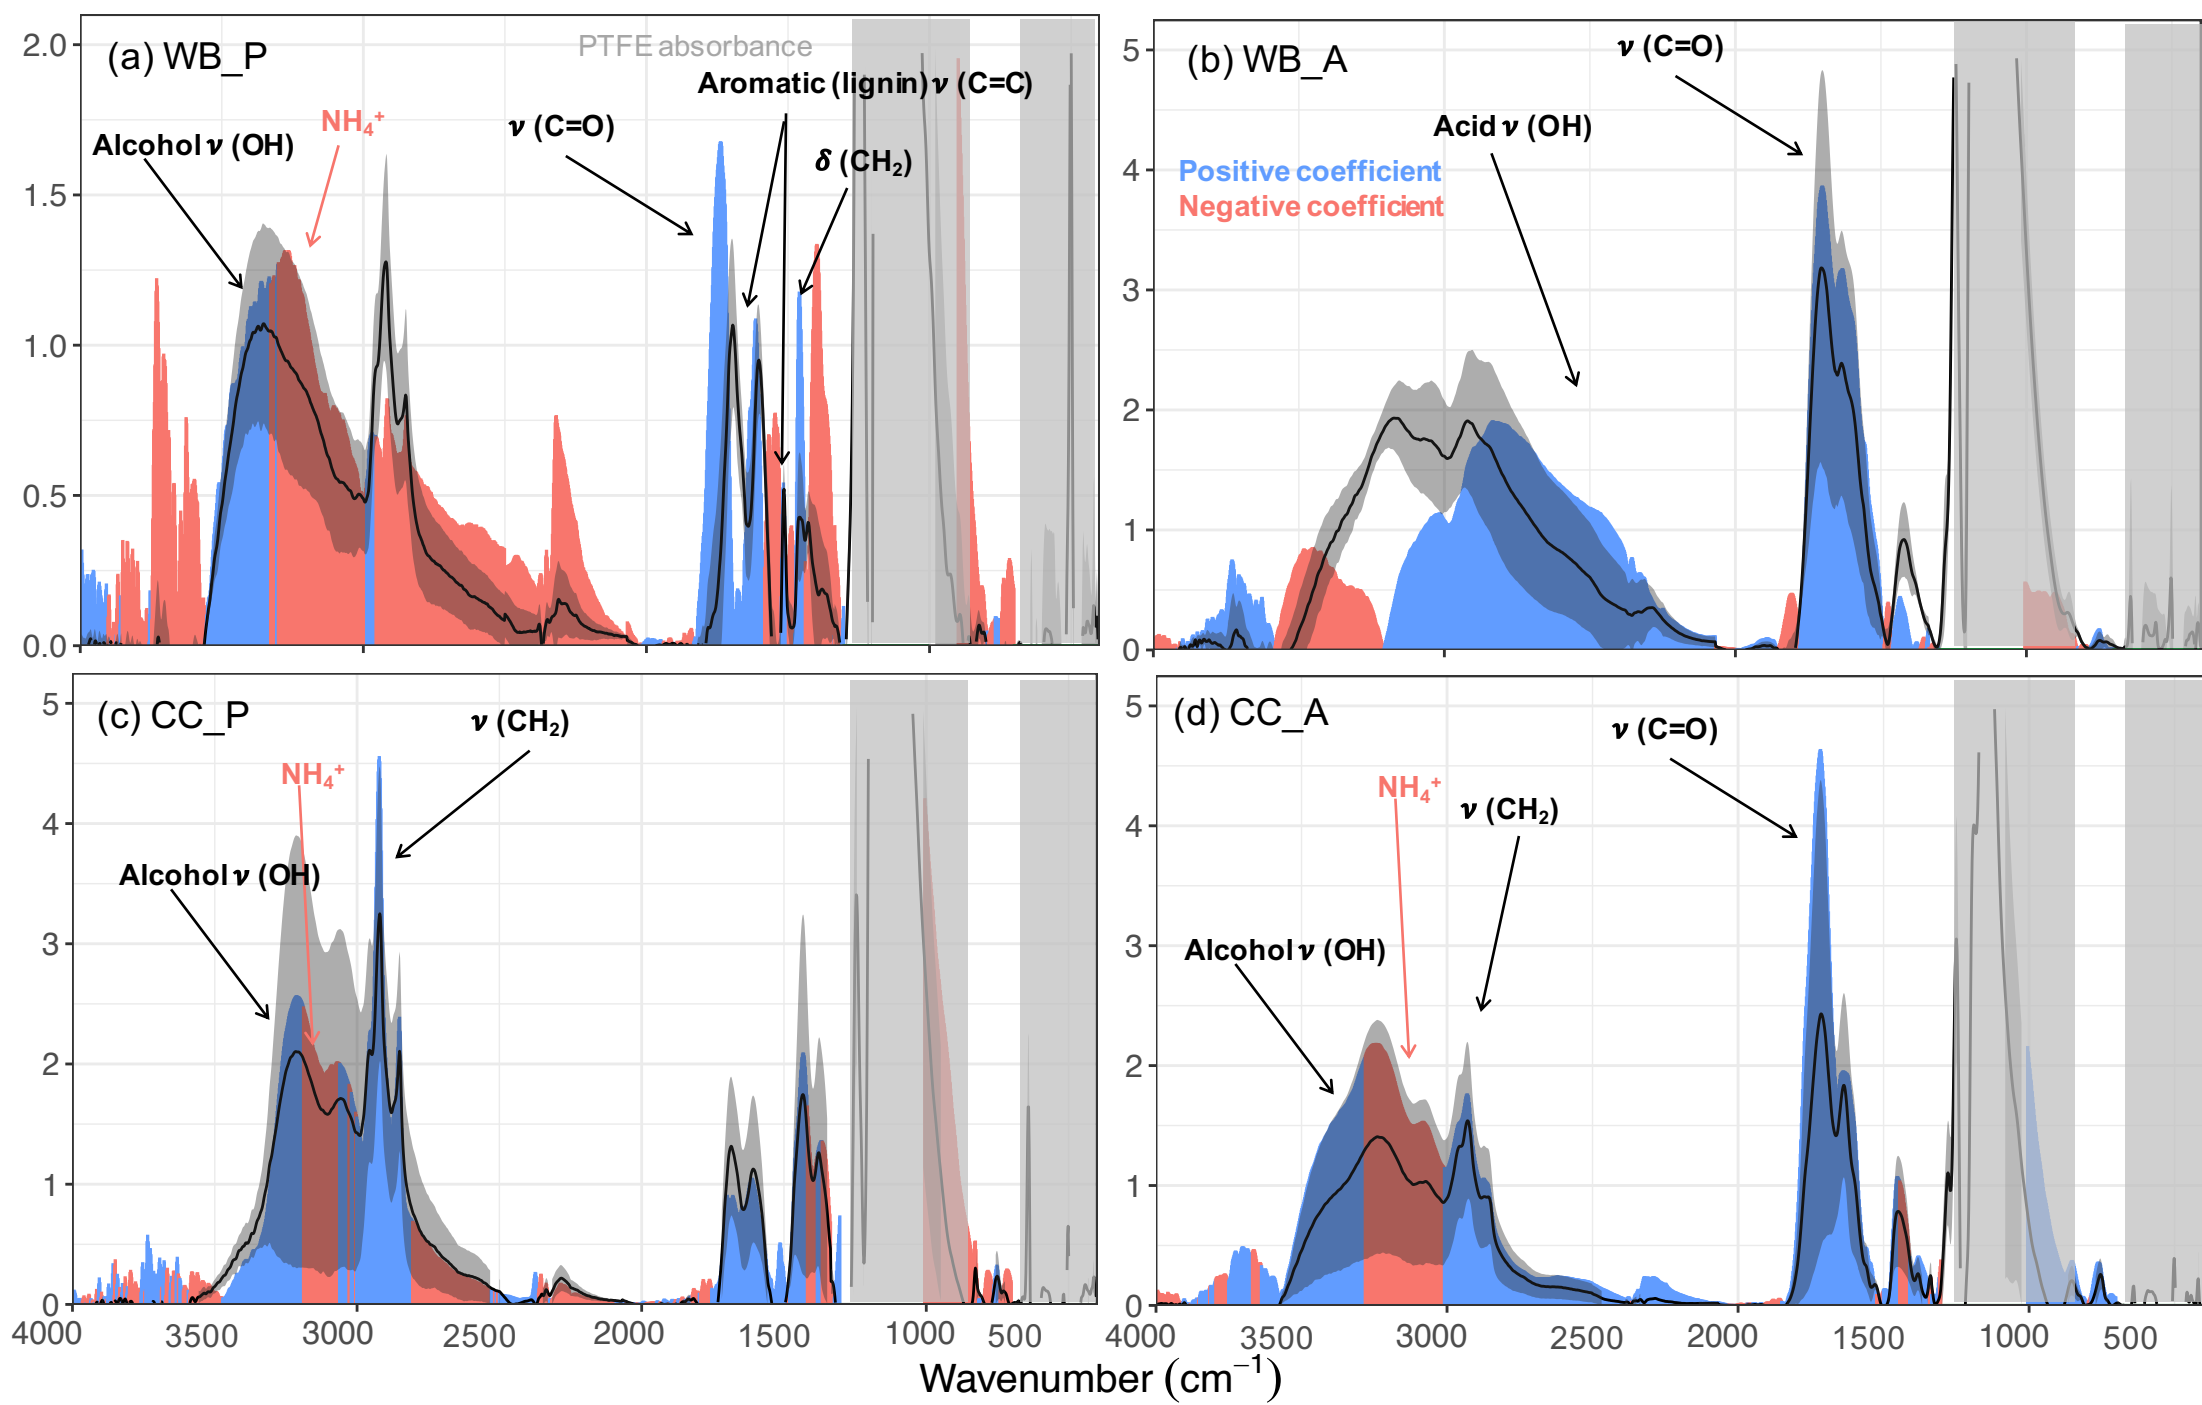 (a) WB_P
PTFE absorbance
Aromatic (lignin) ν (C=C)
ν (C=O)
NH₄⁺
Alcohol ν (OH)
δ (CH₂)
2.0
1.5
1.0
0.5
0.0
(b) WB_A
ν (C=O)
Acid ν (OH)
Positive coefficient
Negative coefficient
5
4
3
2
1
0
(c) CC_P
ν (CH₂)
NH₄⁺
Alcohol ν (OH)
5
4
3
2
1
0
4000 3500 3000 2500 2000 1500 1000 500
(d) CC_A
ν (C=O)
NH₄⁺
ν (CH₂)
Alcohol ν (OH)
5
4
3
2
1
0
4000 3500 3000 2500 2000 1500 1000 500
Wavenumber (cm⁻¹)